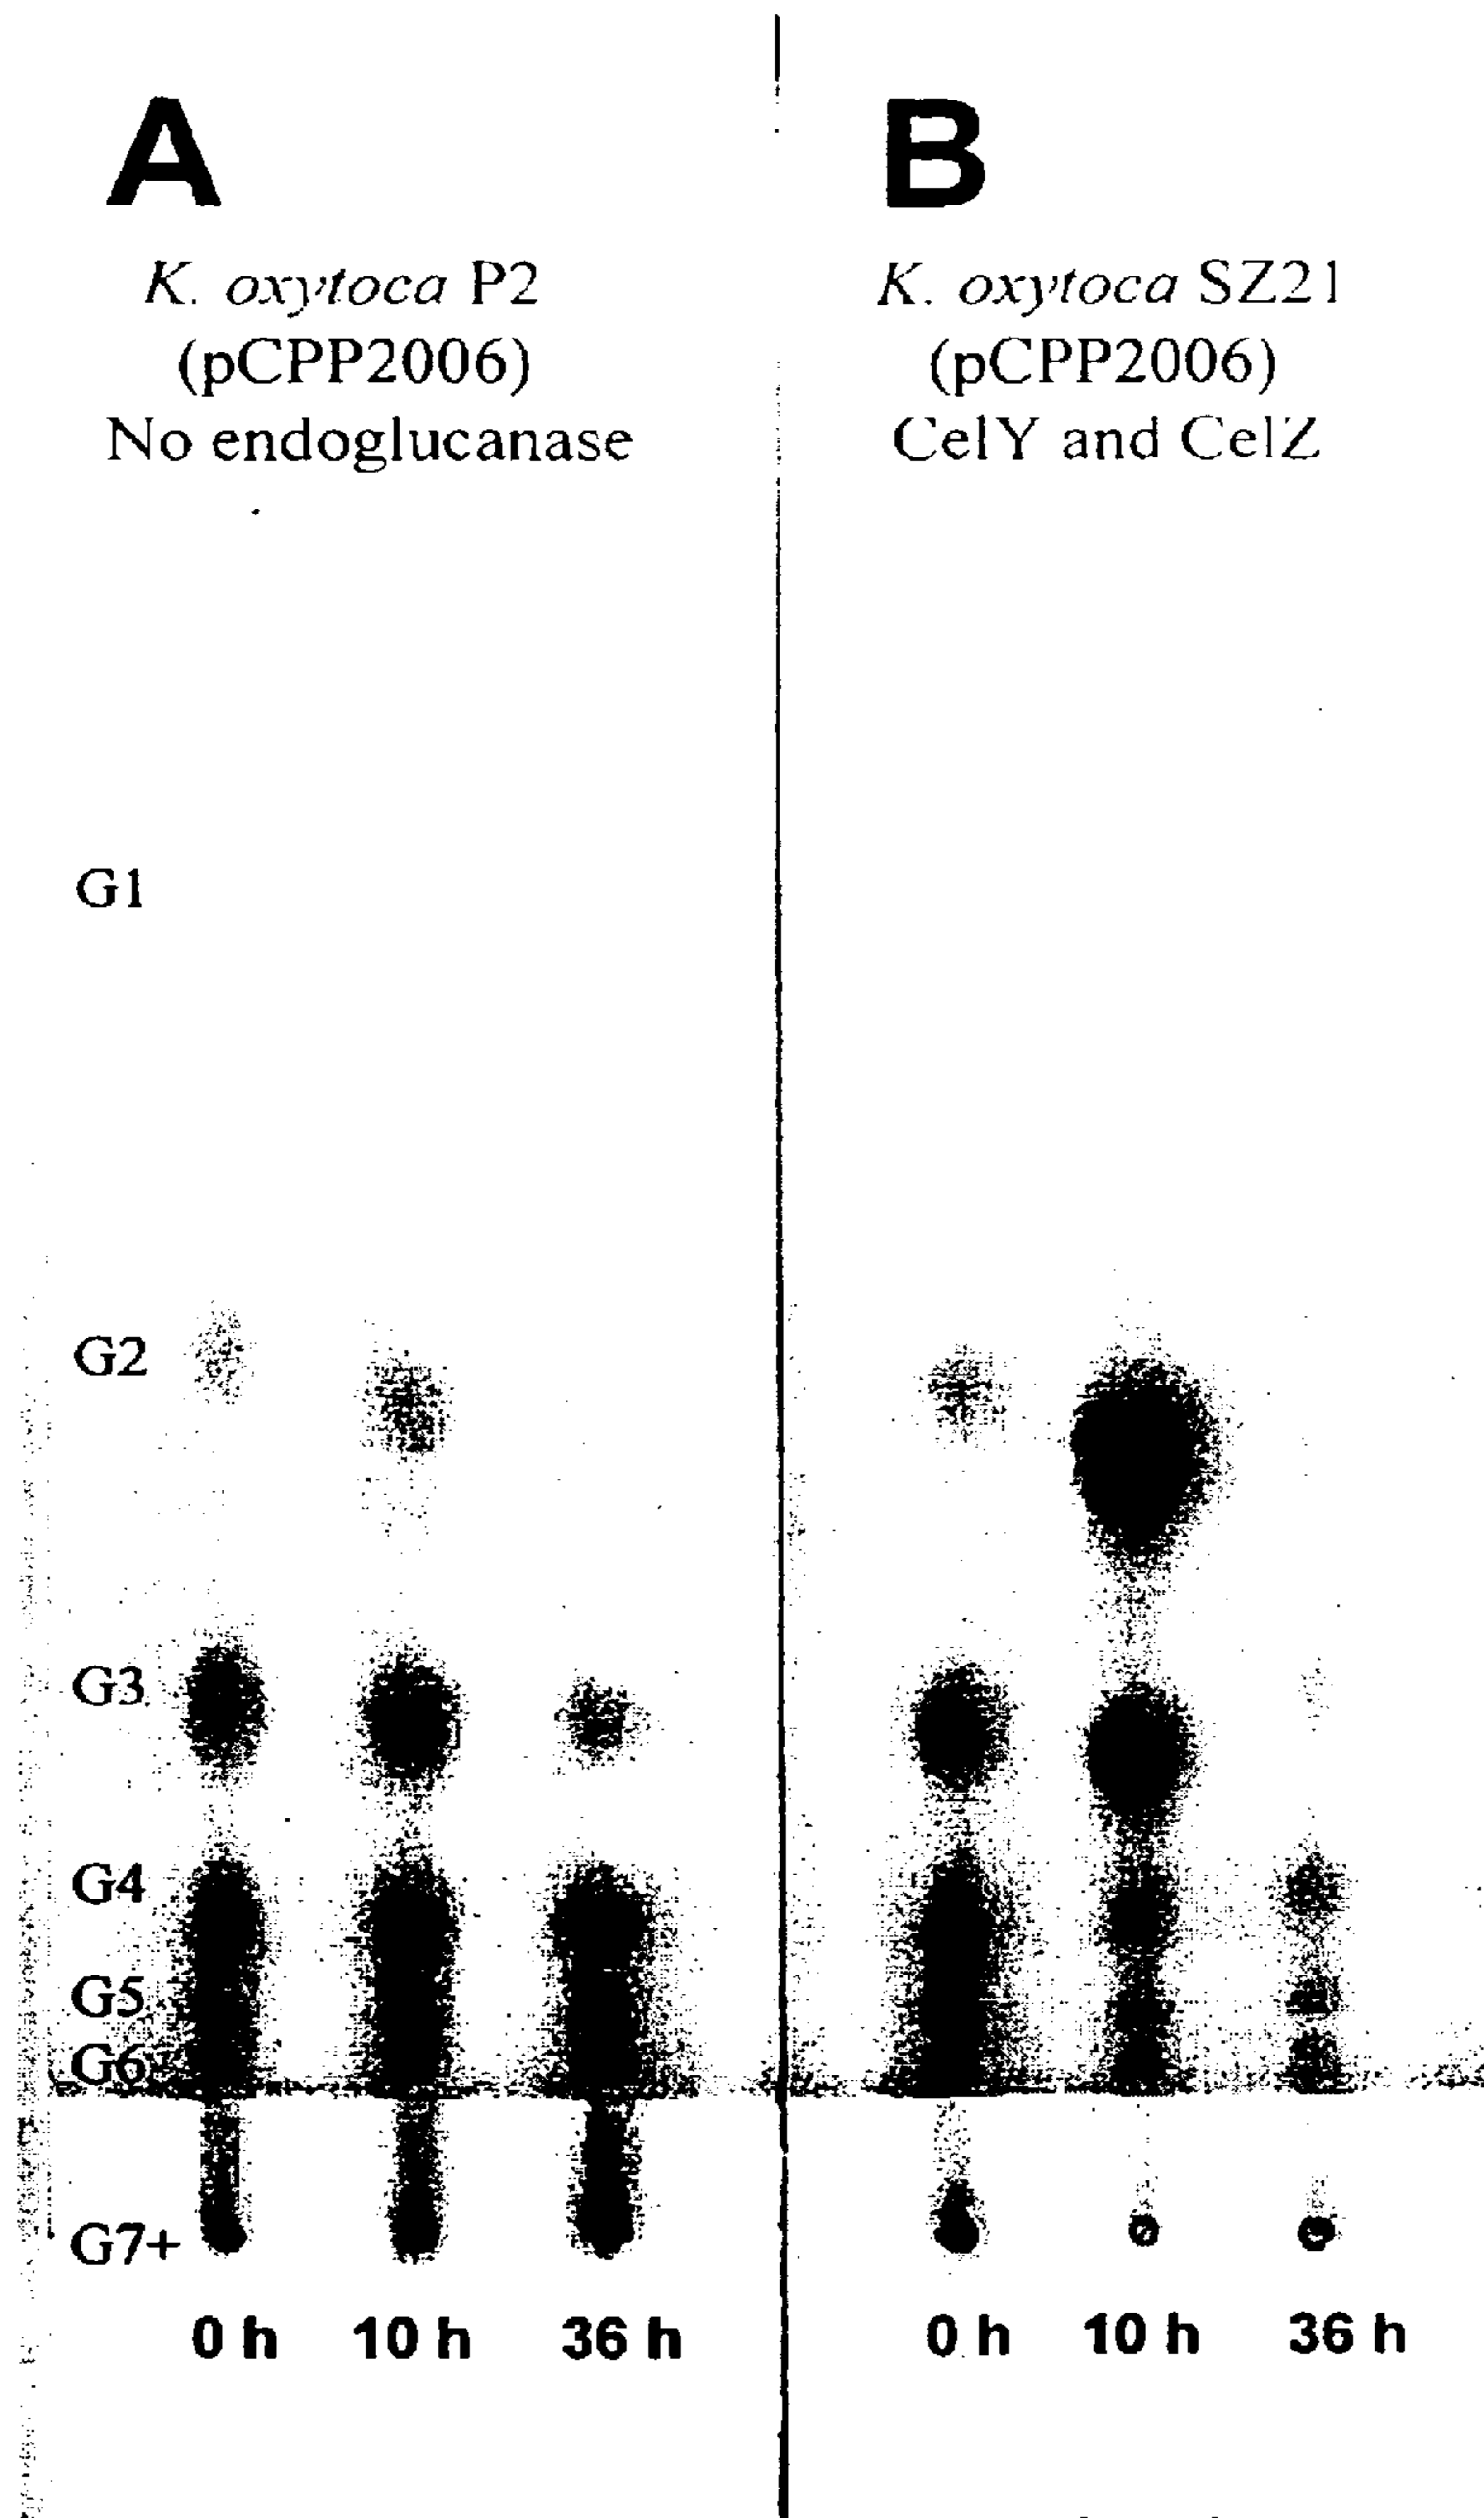 A
K. oxytoca P2
(pCPP2006)
No endoglucanase
G1
G2
G3
G4
G5
G6
G7+
0 h 10 h 36 h
B
K. oxytoca SZ21
(pCPP2006)
CelY and CelZ
0 h 10 h 36 h